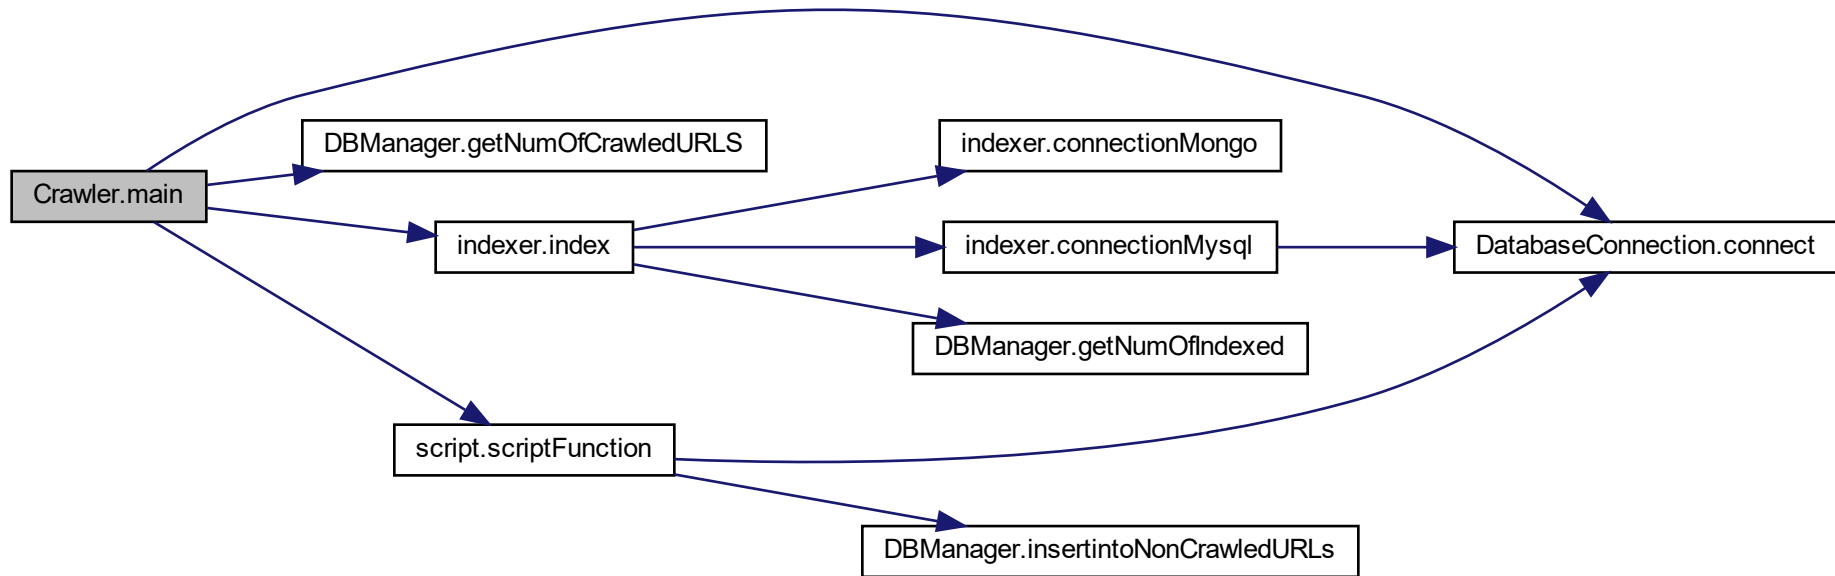 DBManager.getNumOfCrawledURLS
indexer.connectionMongo
Crawler.main
indexer.index
indexer.connectionMysql
DatabaseConnection.connect
DBManager.getNumOfIndexed
script.scriptFunction
DBManager.insertintoNonCrawledURLs